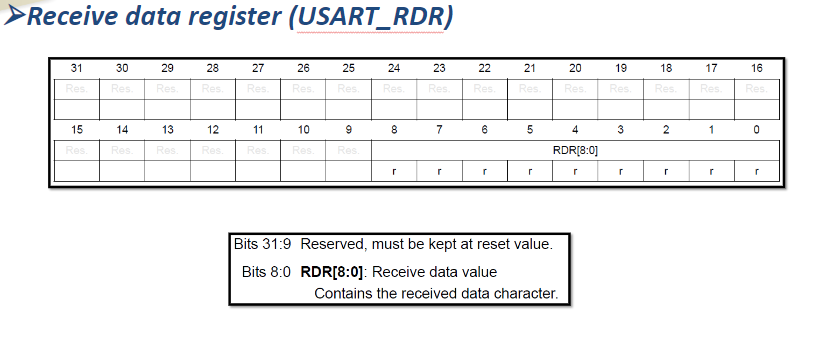 ➢Receive data register (USART_RDR)
31 30 29 28 27 26 25 24 23 22 21 20 19 18 17 16
Res. Res. Res. Res. Res. Res. Res. Res. Res. Res. Res. Res. Res. Res. Res. Res.
15 14 13 12 11 10 9 8 7 6 5 4 3 2 1 0
Res. Res. Res. Res. Res. Res. Res. RDR[8:0]
r r r r r r r r r
Bits 31:9 Reserved, must be kept at reset value.
Bits 8:0 RDR[8:0]: Receive data value
Contains the received data character.